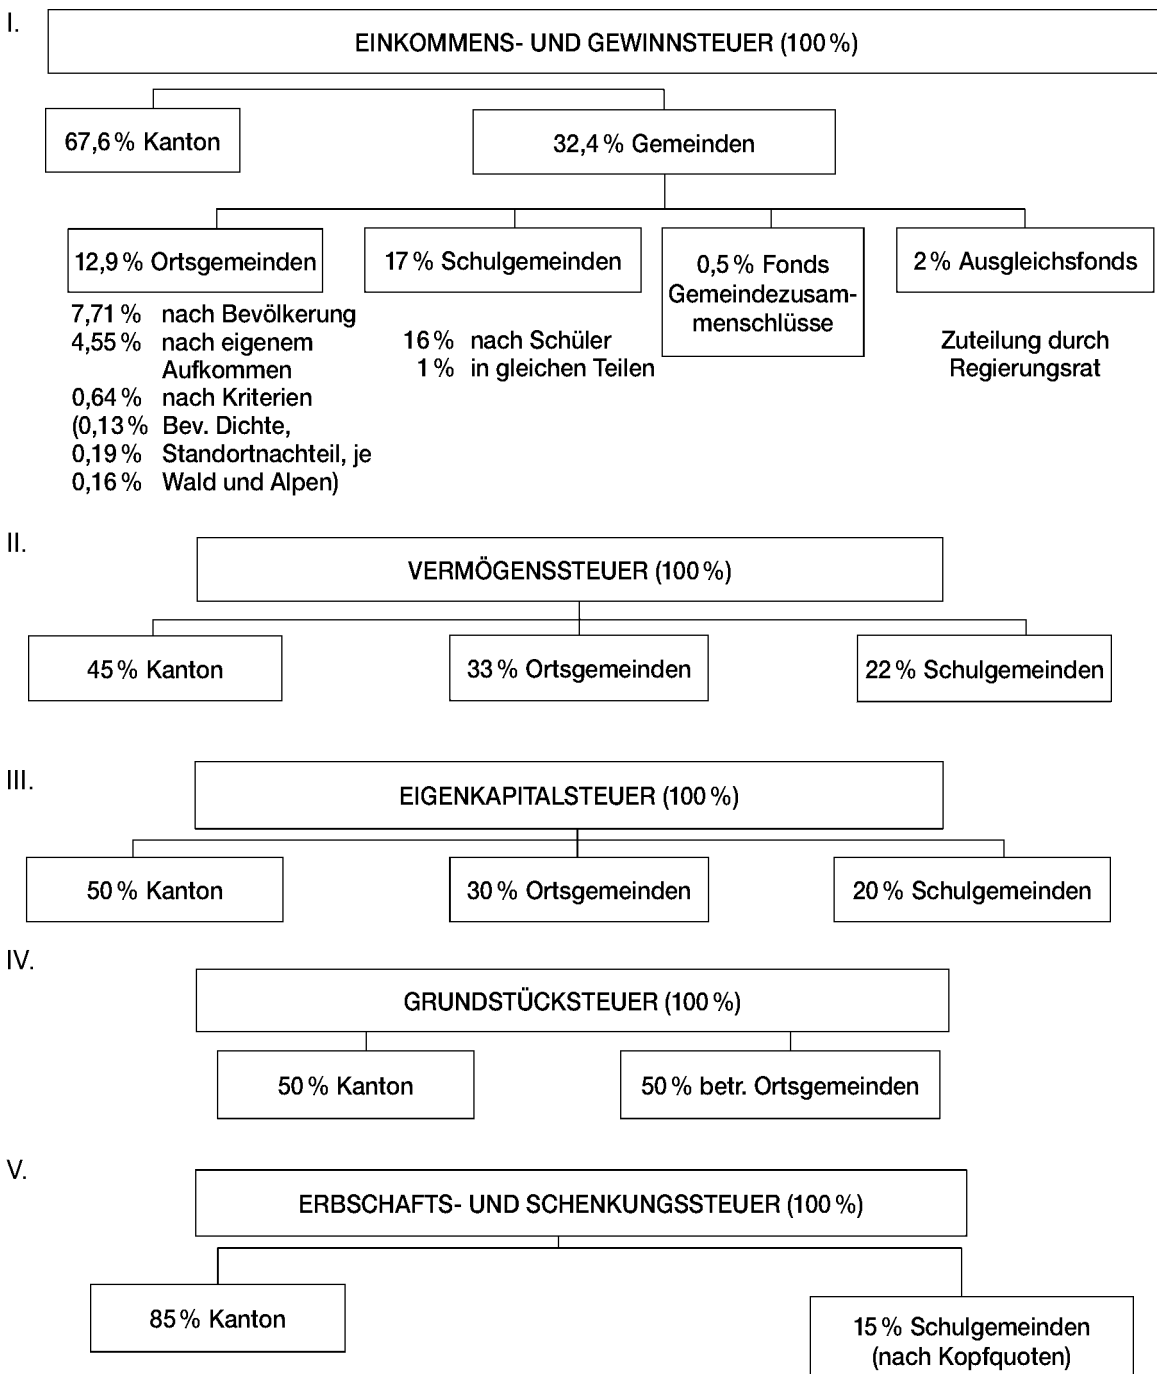 I.
EINKOMMENS- UND GEWINNSTEUER (100 %)
67,6 % Kanton
32,4 % Gemeinden
12,9 % Ortsgemeinden
7,71 % nach Bevölkerung
4,55 % nach eigenem
Aufkommen
0,64 % nach Kriterien
(0,13 % Bev. Dichte,
0,19 % Standortnachteil, je
0,16 % Wald und Alpen)
17 % Schulgemeinden
16 % nach Schüler
1 % in gleichen Teilen
0,5 % Fonds
Gemeindezusam-
menschlüsse
2 % Ausgleichsfonds
Zuteilung durch
Regierungsrat
II.
VERMÖGENSSTEUER (100 %)
45 % Kanton
33 % Ortsgemeinden
22 % Schulgemeinden
III.
EIGENKAPITALSTEUER (100 %)
50 % Kanton
30 % Ortsgemeinden
20 % Schulgemeinden
IV.
GRUNDSTÜCKSTEUER (100 %)
50 % Kanton
50 % betr. Ortsgemeinden
V.
ERBSCHAFTS- UND SCHENKUNGSSTEUER (100 %)
85 % Kanton
15 % Schulgemeinden
(nach Kopfquoten)